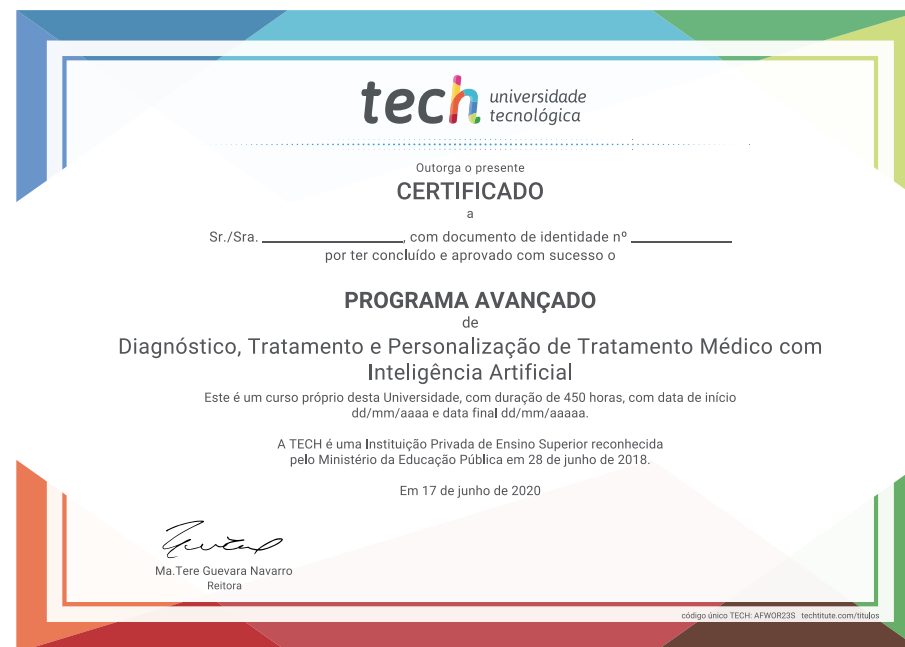 tech universidade
tecnológica
Outorga o presente
CERTIFICADO
a
Sr./Sra. , com documento de identidade nº
por ter concluído e aprovado com sucesso o
PROGRAMA AVANÇADO
de
Diagnóstico, Tratamento e Personalização de Tratamento Médico com
Inteligência Artificial
Este é um curso próprio desta Universidade, com duração de 450 horas, com data de início
dd/mm/aaaa e data final dd/mm/aaaaa.
A TECH é uma Instituição Privada de Ensino Superior reconhecida
pelo Ministério da Educação Pública em 28 de junho de 2018.
Em 17 de junho de 2020
Ma.Tere Guevara Navarro
Reitora
código único TECH: AFWOR23S techtitute.com/titulos